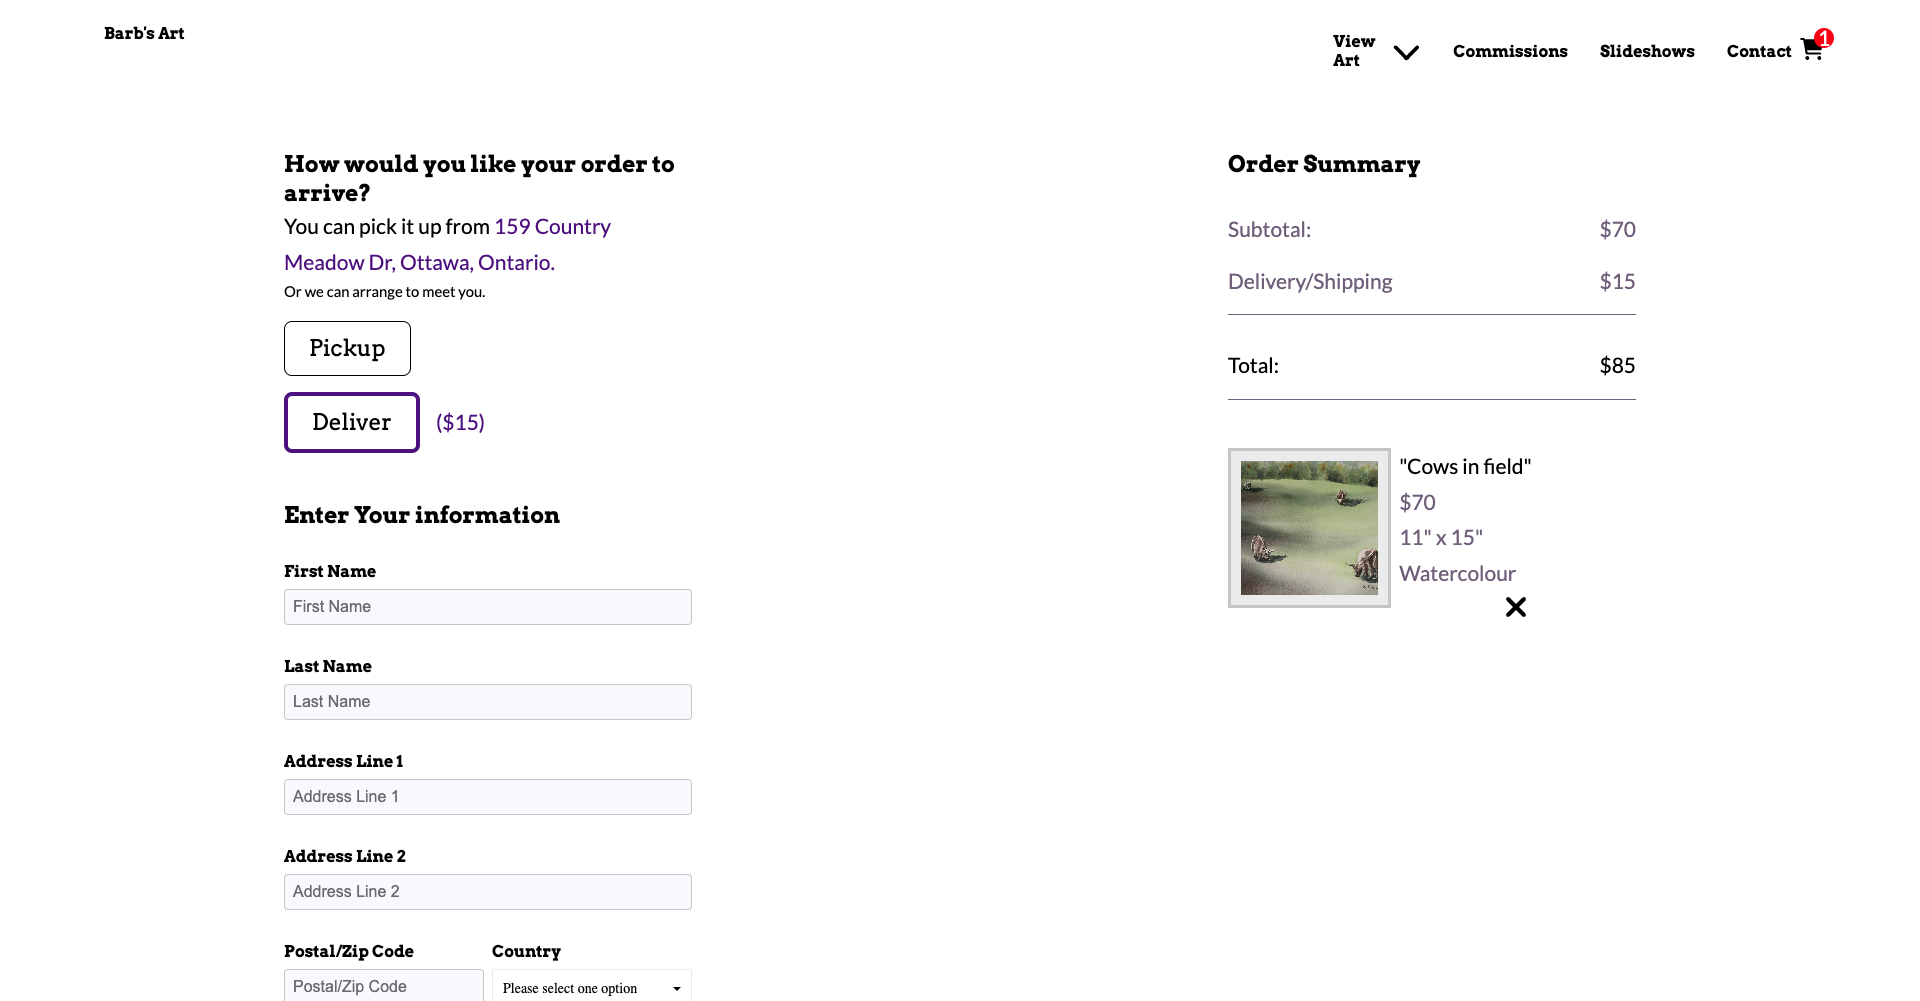 Barb's Art
View
Art
Commissions
Slideshows
Contact
1
How would you like your order to
arrive?
You can pick it up from 159 Country
Meadow Dr, Ottawa, Ontario.
Or we can arrange to meet you.
Pickup
Deliver
($15)
Enter Your information
First Name
First Name
Last Name
Last Name
Address Line 1
Address Line 1
Address Line 2
Address Line 2
Postal/Zip Code
Country
Postal/Zip Code
Please select one option
Order Summary
Subtotal: $70
Delivery/Shipping $15
Total: $85
"Cows in field"
$70
11" x 15"
Watercolour